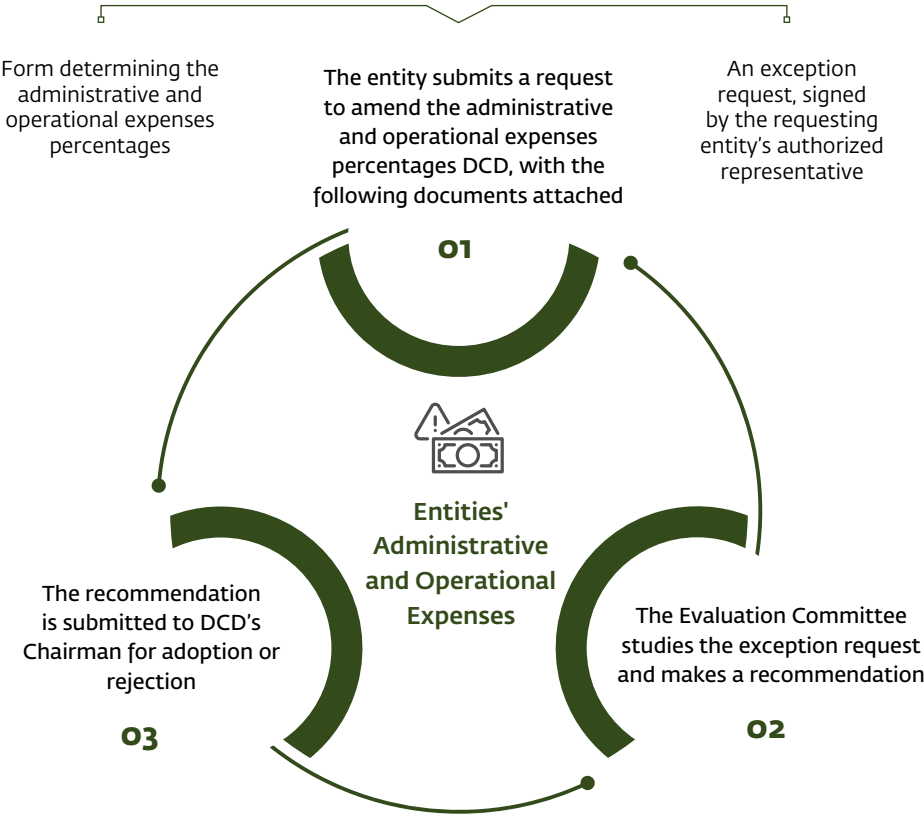 Form determining the
administrative and
operational expenses
percentages
The entity submits a request
to amend the administrative
and operational expenses
percentages DCD, with the
following documents attached
An exception
request, signed
by the requesting
entity's authorized
representative
01
Entities'
Administrative
and Operational
Expenses
The recommendation
is submitted to DCD's
Chairman for adoption or
rejection
03
The Evaluation Committee
studies the exception request
and makes a recommendation
02